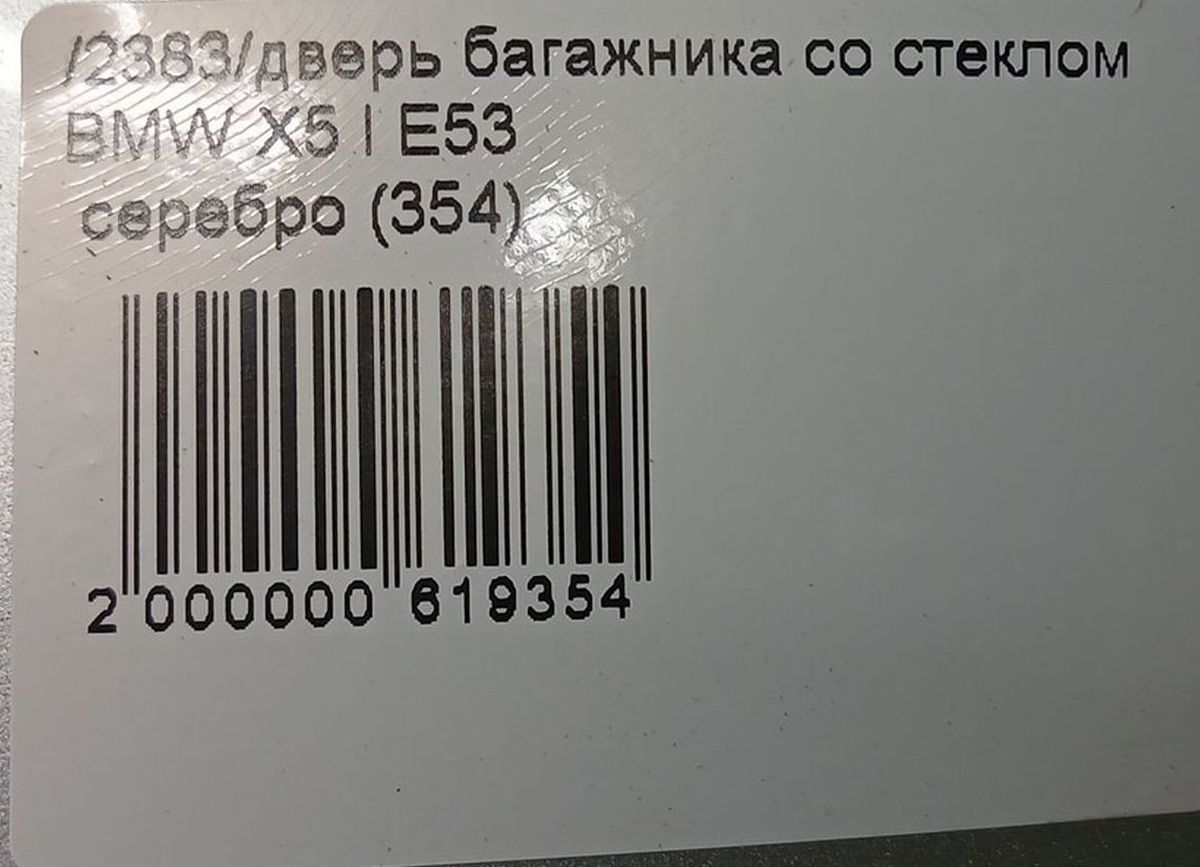 /2383/дверь багажника со стеклом
BMW X5 I E53
серебро (354)
2 000000 619354